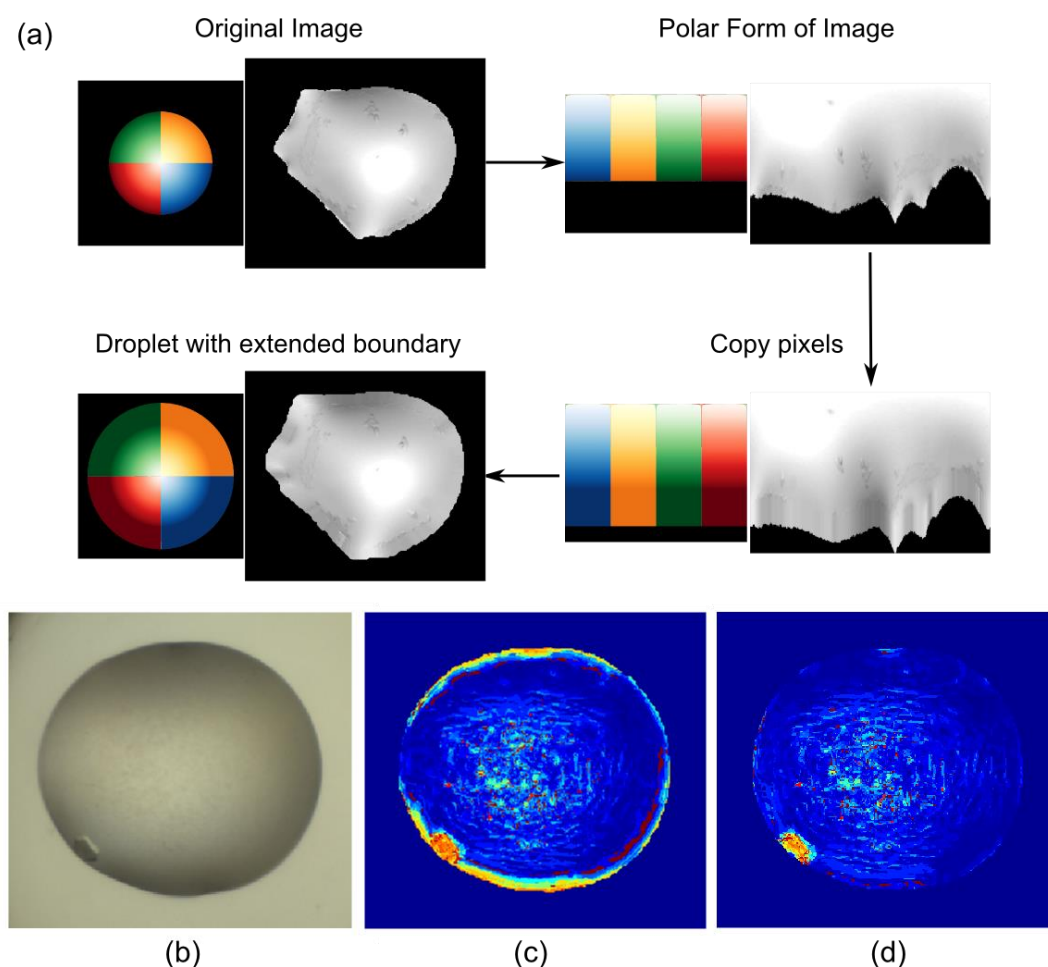 (a)
Original Image
Polar Form of Image
Droplet with extended boundary
Copy pixels
(b)
(c)
(d)